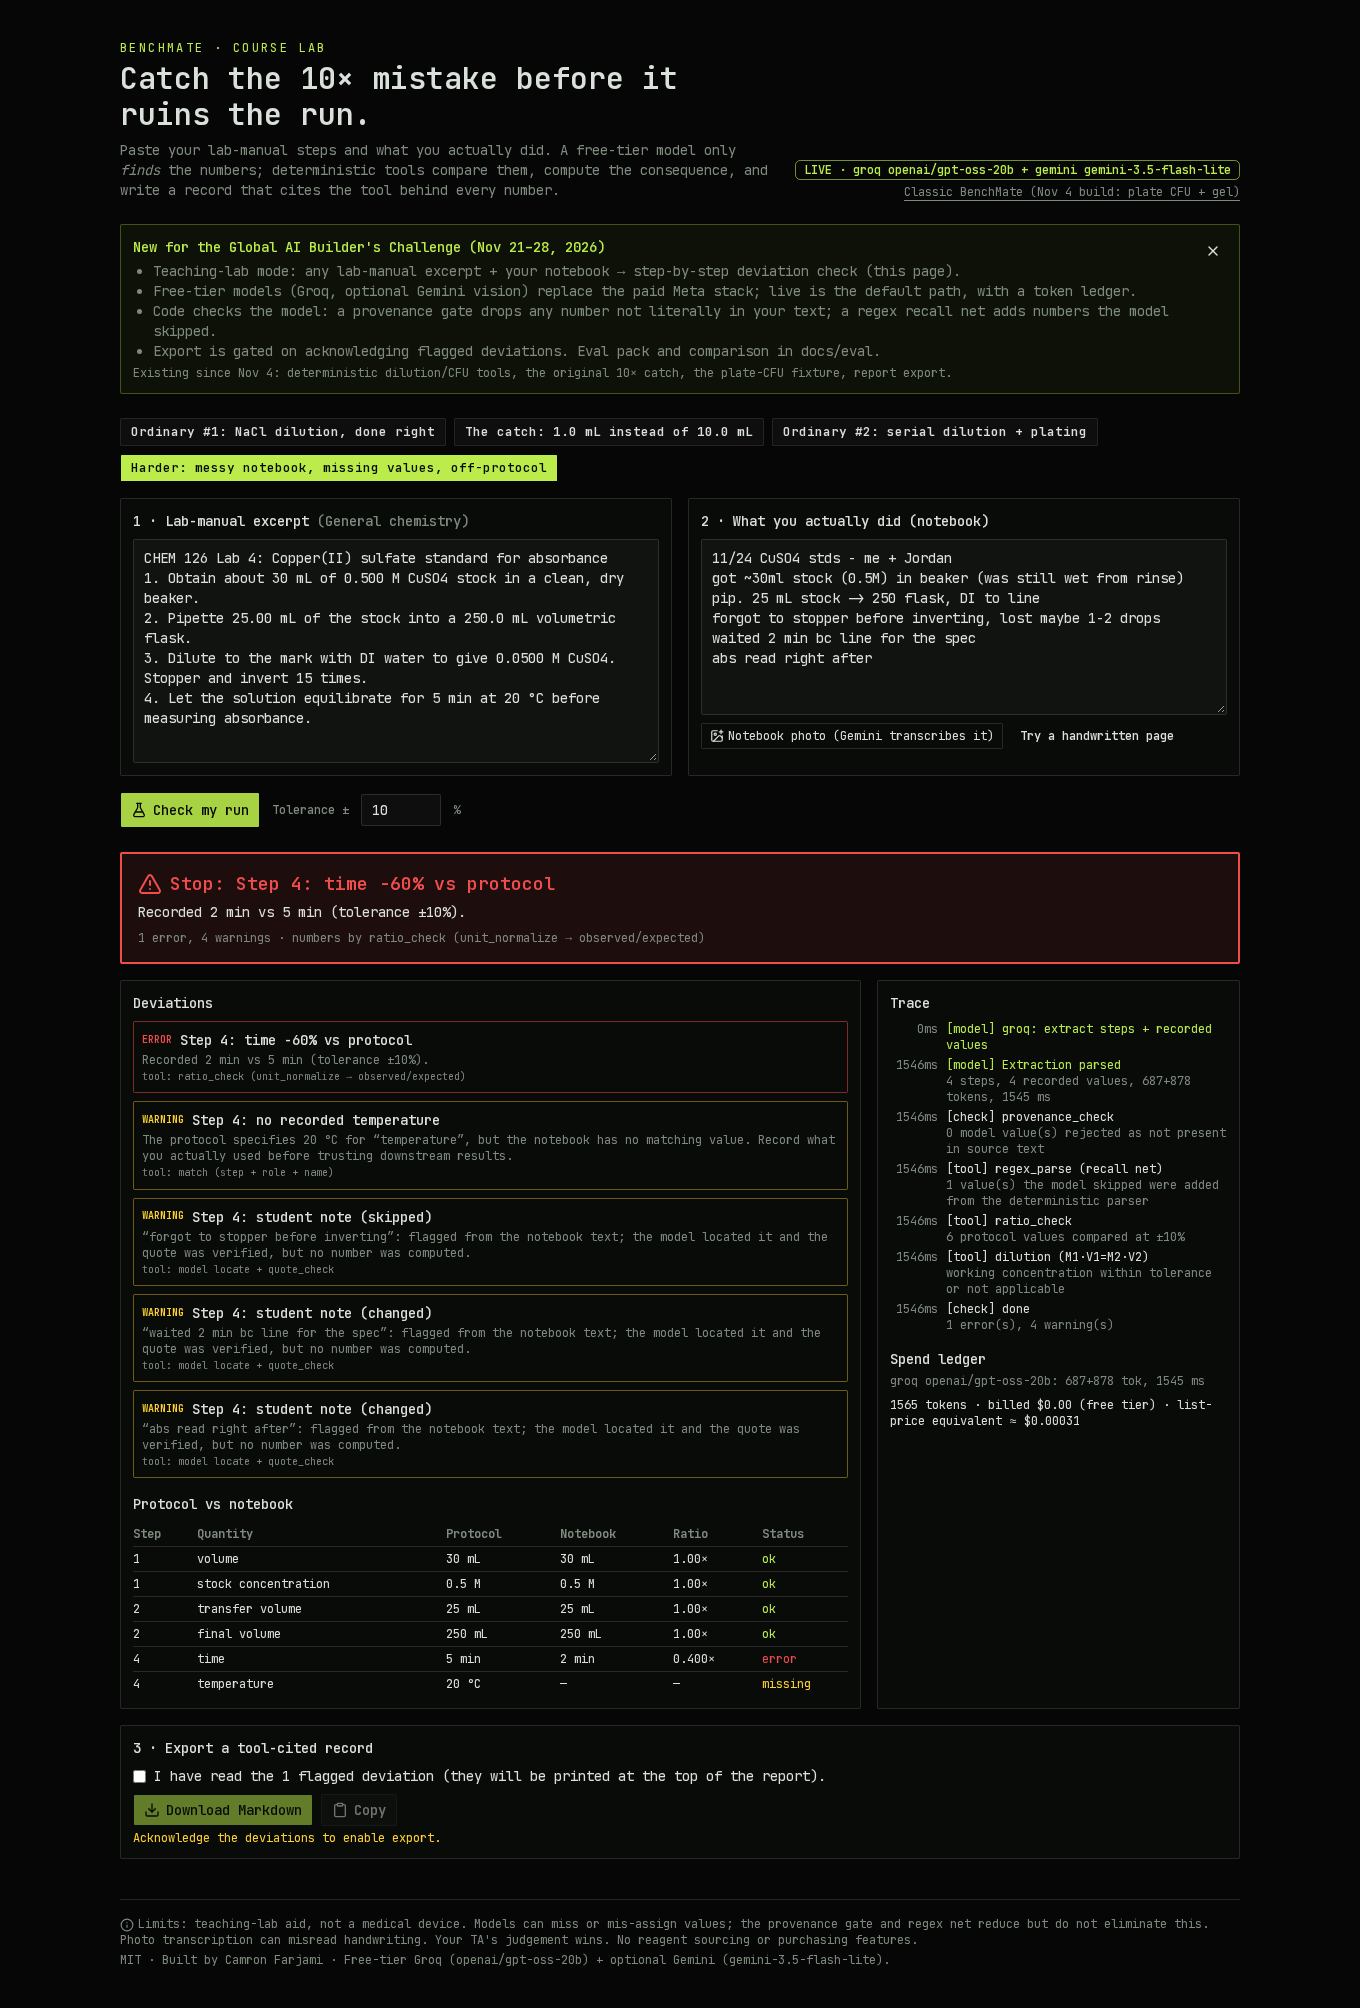 BENCHMATE · COURSE LAB
Catch the 10× mistake before it
ruins the run.
Paste your lab-manual steps and what you actually did. A free-tier model only
finds the numbers; deterministic tools compare them, compute the consequence, and
write a record that cites the tool behind every number.
LIVE · groq openai/gpt-oss-20b + gemini gemini-3.5-flash-lite
Classic BenchMate (Nov 4 build: plate CFU + gel)
New for the Global AI Builder's Challenge (Nov 21–28, 2026)
• Teaching-lab mode: any lab-manual excerpt + your notebook → step-by-step deviation check (this page).
• Free-tier models (Groq, optional Gemini vision) replace the paid Meta stack; live is the default path, with a token ledger.
• Code checks the model: a provenance gate drops any number not literally in your text; a regex recall net adds numbers the model
skipped.
• Export is gated on acknowledging flagged deviations. Eval pack and comparison in docs/eval.
Existing since Nov 4: deterministic dilution/CFU tools, the original 10× catch, the plate-CFU fixture, report export.
Ordinary #1: NaCl dilution, done right
The catch: 1.0 mL instead of 10.0 mL
Ordinary #2: serial dilution + plating
Harder: messy notebook, missing values, off-protocol
1 · Lab-manual excerpt (General chemistry)
CHEM 126 Lab 4: Copper(II) sulfate standard for absorbance
1. Obtain about 30 mL of 0.500 M CuSO4 stock in a clean, dry
beaker.
2. Pipette 25.00 mL of the stock into a 250.0 mL volumetric
flask.
3. Dilute to the mark with DI water to give 0.0500 M CuSO4.
Stopper and invert 15 times.
4. Let the solution equilibrate for 5 min at 20 °C before
measuring absorbance.
2 · What you actually did (notebook)
11/24 CuSO4 stds - me + Jordan
got ~30ml stock (0.5M) in beaker (was still wet from rinse)
pip. 25 mL stock -> 250 flask, DI to line
forgot to stopper before inverting, lost maybe 1-2 drops
waited 2 min bc line for the spec
abs read right after
Notebook photo (Gemini transcribes it)
Try a handwritten page
Check my run
Tolerance ±
10
%
Stop: Step 4: time -60% vs protocol
Recorded 2 min vs 5 min (tolerance ±10%).
1 error, 4 warnings · numbers by ratio_check (unit_normalize → observed/expected)
Deviations
ERROR Step 4: time -60% vs protocol
Recorded 2 min vs 5 min (tolerance ±10%).
tool: ratio_check (unit_normalize → observed/expected)
WARNING Step 4: no recorded temperature
The protocol specifies 20 °C for “temperature”, but the notebook has no matching value. Record what
you actually used before trusting downstream results.
tool: match (step + role + name)
WARNING Step 4: student note (skipped)
“forgot to stopper before inverting”: flagged from the notebook text; the model located it and the
quote was verified, but no number was computed.
tool: model locate + quote_check
WARNING Step 4: student note (changed)
“waited 2 min bc line for the spec”: flagged from the notebook text; the model located it and the
quote was verified, but no number was computed.
tool: model locate + quote_check
WARNING Step 4: student note (changed)
“abs read right after”: flagged from the notebook text; the model located it and the quote was
verified, but no number was computed.
tool: model locate + quote_check
Protocol vs notebook
Step Quantity Protocol Notebook Ratio Status
1 volume 30 mL 30 mL 1.00× ok
1 stock concentration 0.5 M 0.5 M 1.00× ok
2 transfer volume 25 mL 25 mL 1.00× ok
2 final volume 250 mL 250 mL 1.00× ok
4 time 5 min 2 min 0.400× error
4 temperature 20 °C — — missing
Trace
0ms [model] groq: extract steps + recorded
values
1546ms [model] Extraction parsed
4 steps, 4 recorded values, 687+878
tokens, 1545 ms
1546ms [check] provenance_check
0 model value(s) rejected as not present
in source text
1546ms [tool] regex_parse (recall net)
1 value(s) the model skipped were added
from the deterministic parser
1546ms [tool] ratio_check
6 protocol values compared at ±10%
1546ms [tool] dilution (M1·V1=M2·V2)
working concentration within tolerance
or not applicable
1546ms [check] done
1 error(s), 4 warning(s)
Spend ledger
groq openai/gpt-oss-20b: 687+878 tok, 1545 ms
1565 tokens · billed $0.00 (free tier) · list-
price equivalent ≈ $0.00031
3 · Export a tool-cited record
I have read the 1 flagged deviation (they will be printed at the top of the report).
Download Markdown
Copy
Acknowledge the deviations to enable export.
Limits: teaching-lab aid, not a medical device. Models can miss or mis-assign values; the provenance gate and regex net reduce but do not eliminate this.
Photo transcription can misread handwriting. Your TA's judgement wins. No reagent sourcing or purchasing features.
MIT · Built by Camron Farjami · Free-tier Groq (openai/gpt-oss-20b) + optional Gemini (gemini-3.5-flash-lite).